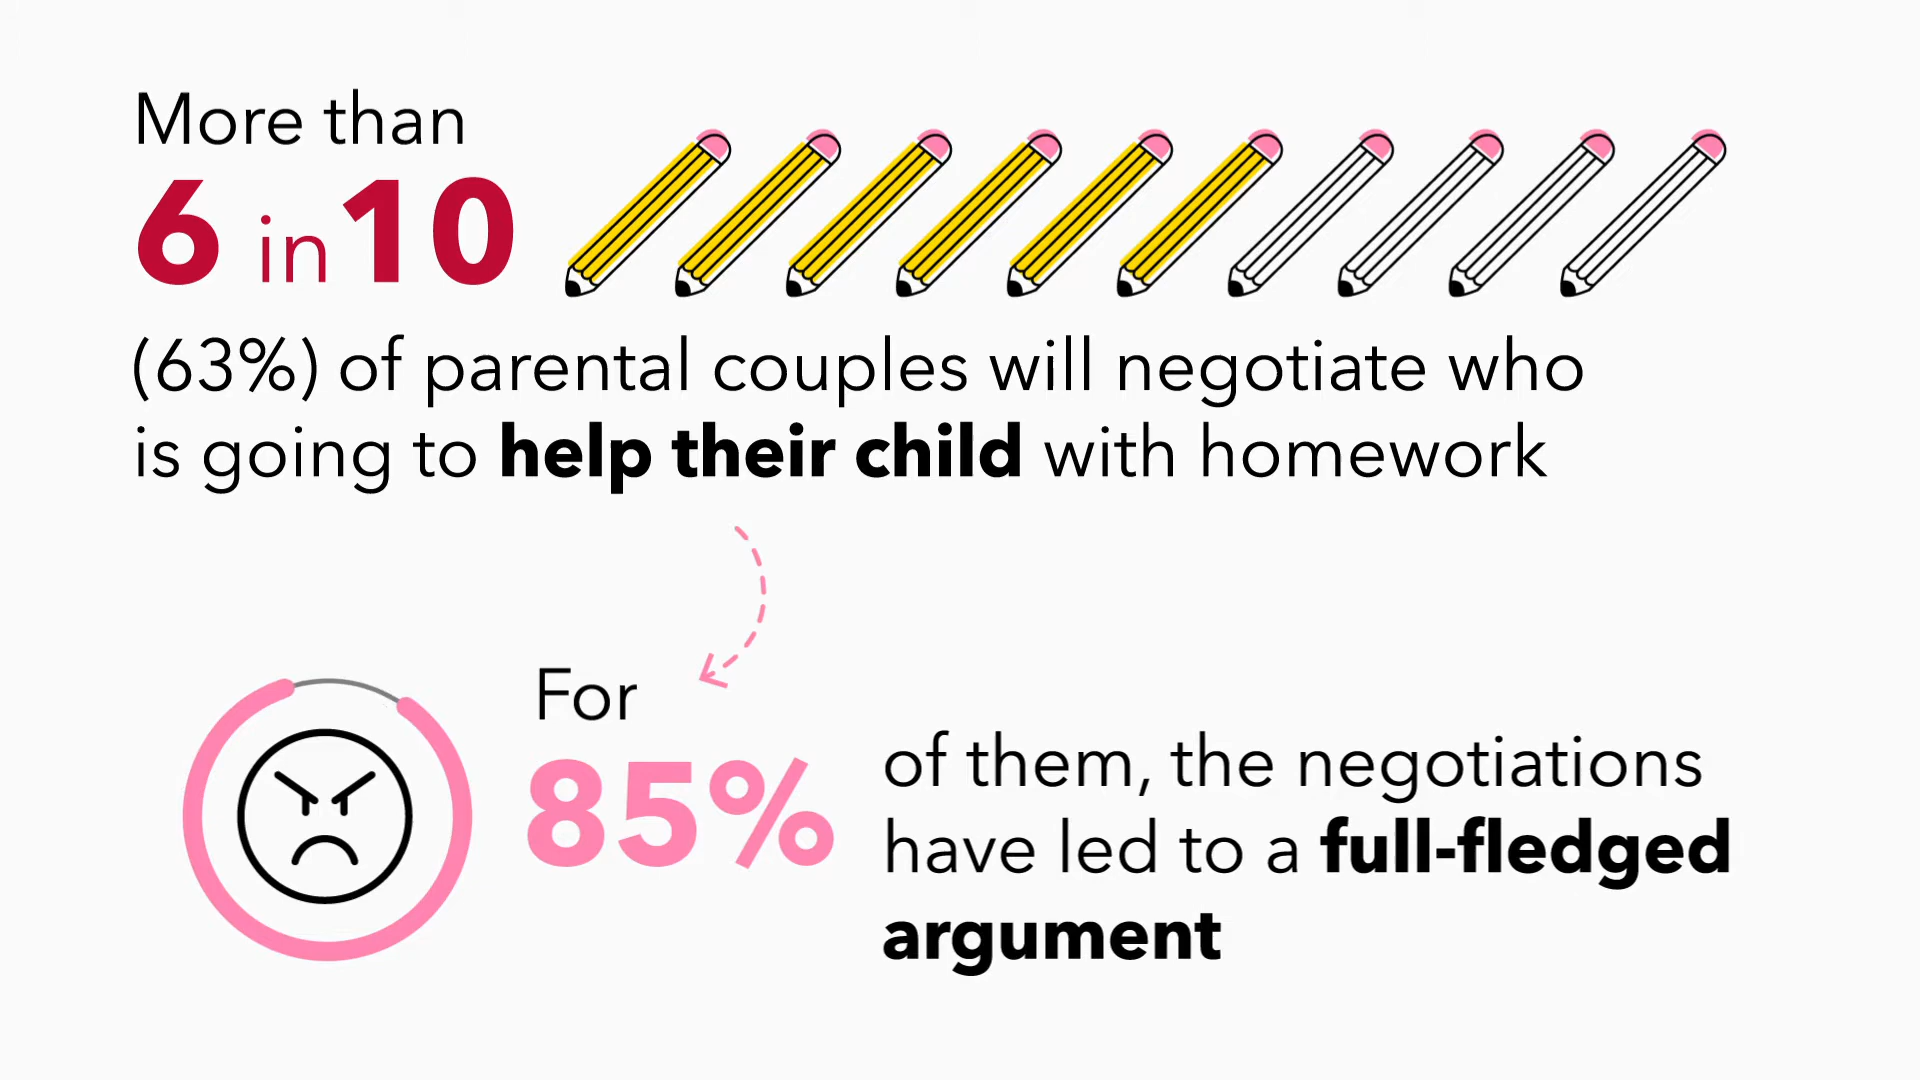 More than
6 in 10
(63%) of parental couples will negotiate who
is going to help their child with homework
For
85%
of them, the negotiations
have led to a full-fledged
argument